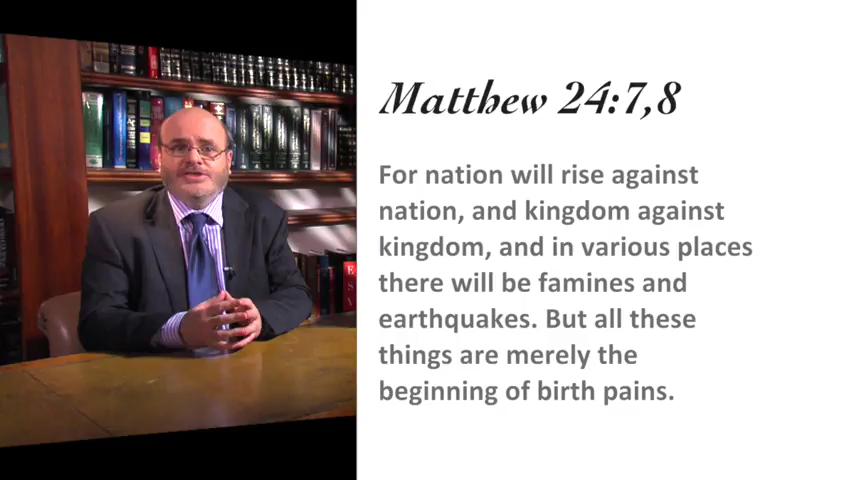 Matthew 24:7,8
For nation will rise against
nation, and kingdom against
kingdom, and in various places
there will be famines and
earthquakes. But all these
things are merely the
beginning of birth pains.